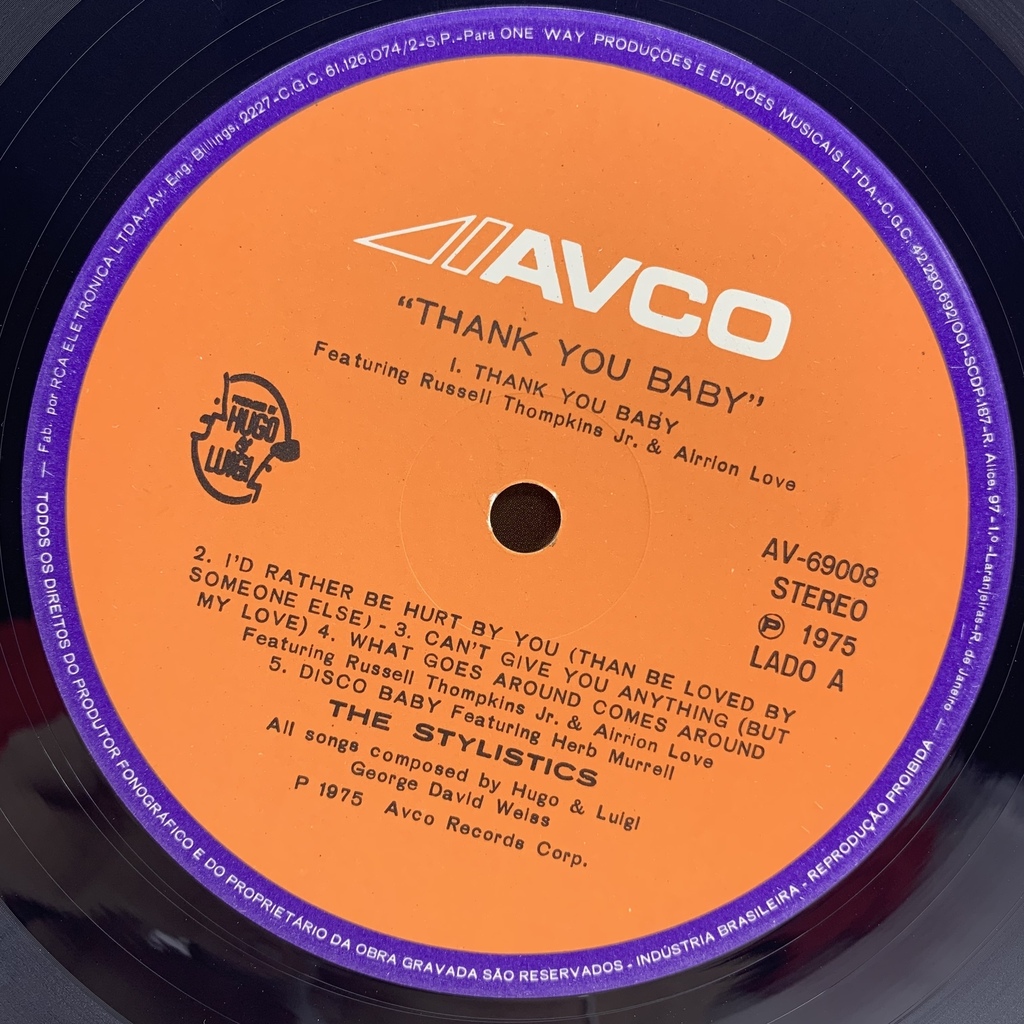 AVCO
“THANK YOU BABY”
1. THANK YOU BABY
Featuring Russell Thompkins Jr. & Airrion Love
PRODUCED BY
HUGO
&
LUIGI
AV-69008
STEREO
Ⓟ 1975
LADO A
2. I'D RATHER BE HURT BY YOU (THAN BE LOVED BY
SOMEONE ELSE) - 3. CAN'T GIVE YOU ANYTHING (BUT
MY LOVE) 4. WHAT GOES AROUND COMES AROUND
Featuring Russell Thompkins Jr. & Airrion Love
5. DISCO BABY Featuring Herb Murrell
THE STYLISTICS
All songs composed by Hugo & Luigi
George David Weiss
P 1975 Avco Records Corp.
— Fab. por RCA ELETRONICA LTDA.-Av. Eng. Billings, 2227-C.G.C. 61.126.074/2-S.P.-Para ONE WAY PRODUÇÕES E EDIÇÕES MUSICAIS LTDA.-C.G.C. 42.290.692/001-SCDP-187-R. Alice, 97-1.º-Laranjeiras-R. de Janeiro —
TODOS OS DIREITOS DO PRODUTOR FONOGRÁFICO E DO PROPRIETÁRIO DA OBRA GRAVADA SÃO RESERVADOS. INDÚSTRIA BRASILEIRA. REPRODUÇÃO PROIBIDA